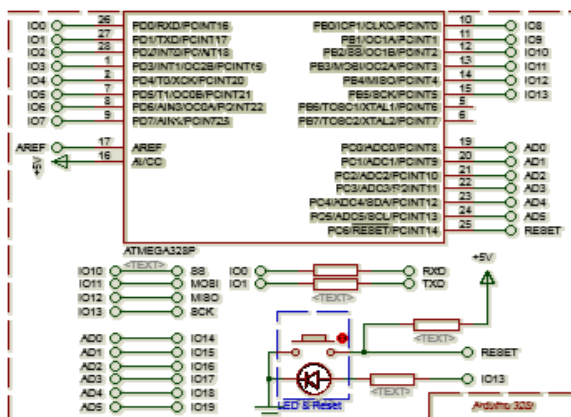 IO0 26 PD0/RXD/PCINT16 PB0/ICP1/CLKO/PCINT0 10 IO8
IO1 27 PD1/TXD/PCINT17 PB1/OC1A/PCINT1 11 IO9
IO2 28 PD2/INT0/PCINT18 PB2/SS/OC1B/PCINT2 12 IO10
IO3 1 PD3/INT1/OC2B/PCINT19 PB3/MOSI/OC2A/PCINT3 13 IO11
IO4 2 PD4/T0/XCK/PCINT20 PB4/MISO/PCINT4 14 IO12
IO5 7 PD5/T1/OC0B/PCINT21 PB5/SCK/PCINT5 15 IO13
IO6 8 PD6/AIN0/OC0A/PCINT22 PB6/TOSC1/XTAL1/PCINT6 5
IO7 9 PD7/AIN1/PCINT23 PB7/TOSC2/XTAL2/PCINT7 6
AREF 17 AREF PC0/ADC0/PCINT8 19 AD0
+5V 16 AVCC PC1/ADC1/PCINT9 20 AD1
PC2/ADC2/PCINT10 21 AD2
PC3/ADC3/PCINT11 22 AD3
PC4/ADC4/SDA/PCINT12 23 AD4
PC5/ADC5/SCL/PCINT13 24 AD5
PC6/RESET/PCINT14 25 RESET
ATMEGA328P
<TEXT>
IO10 SS IO0 RXD
IO11 MOSI IO1 TXD
IO12 MISO <TEXT>
IO13 SCK
+5V
<TEXT>
AD0 IO14
AD1 IO15
AD2 IO16
AD3 IO17
AD4 IO18
AD5 IO19
RESET
IO13
<TEXT>
LED & Reset
Arduino 328